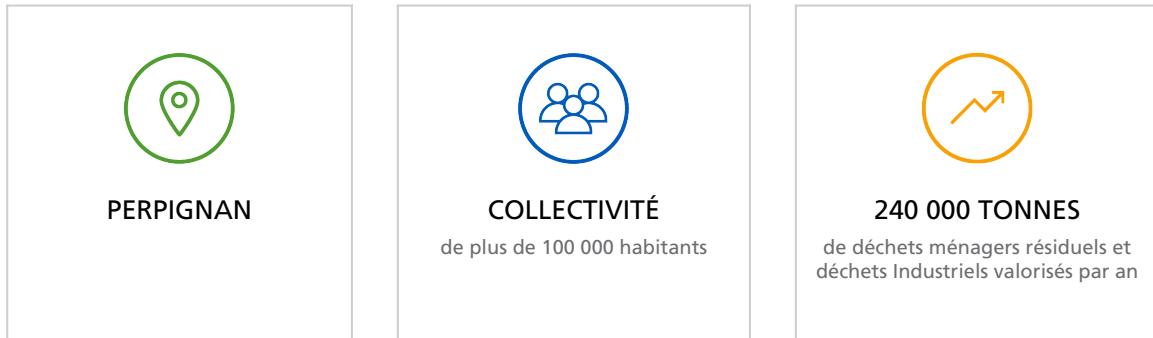 PERPIGNAN
COLLECTIVITÉ
de plus de 100 000 habitants
240 000 TONNES
de déchets ménagers résiduels et
déchets Industriels valorisés par an